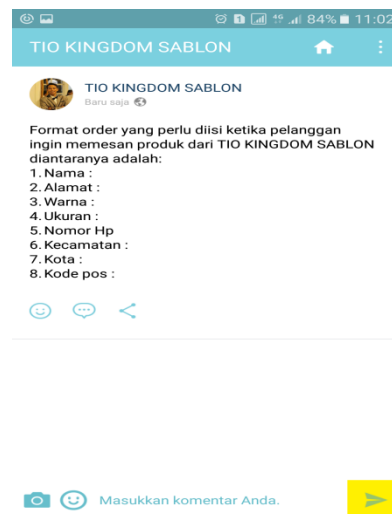 4G 84% 11:02
TIO KINGDOM SABLON
TIO KINGDOM SABLON
Baru saja
Format order yang perlu diisi ketika pelanggan
ingin memesan produk dari TIO KINGDOM SABLON
diantaranya adalah:
1. Nama :
2. Alamat :
3. Warna :
4. Ukuran :
5. Nomor Hp
6. Kecamatan :
7. Kota :
8. Kode pos :
Masukkan komentar Anda.